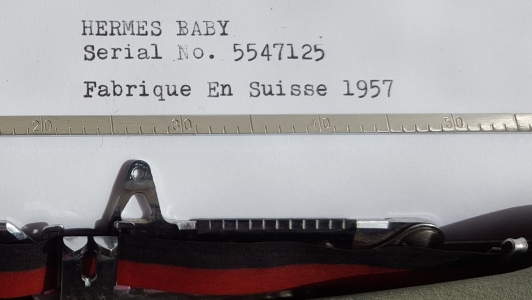 HERMES BABY
Serial No. 5547125
Fabrique En Suisse 1957
20 30 40 50